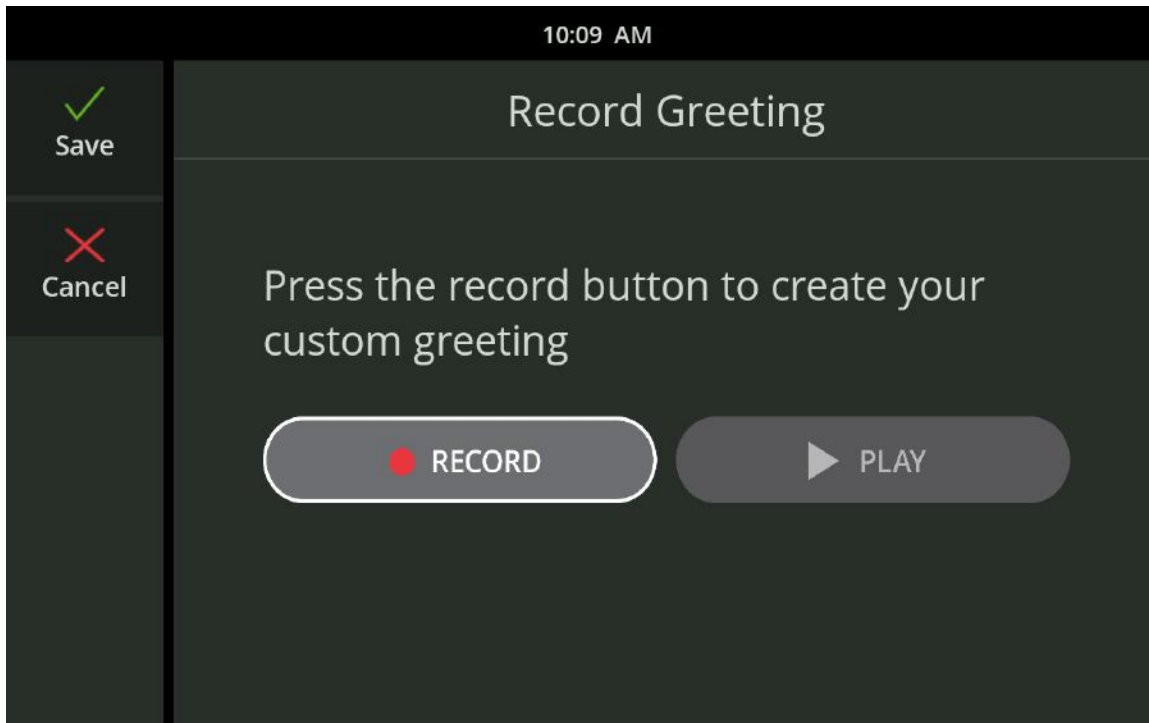 10:09 AM
Save
Cancel
Record Greeting
Press the record button to create your
custom greeting
RECORD
PLAY